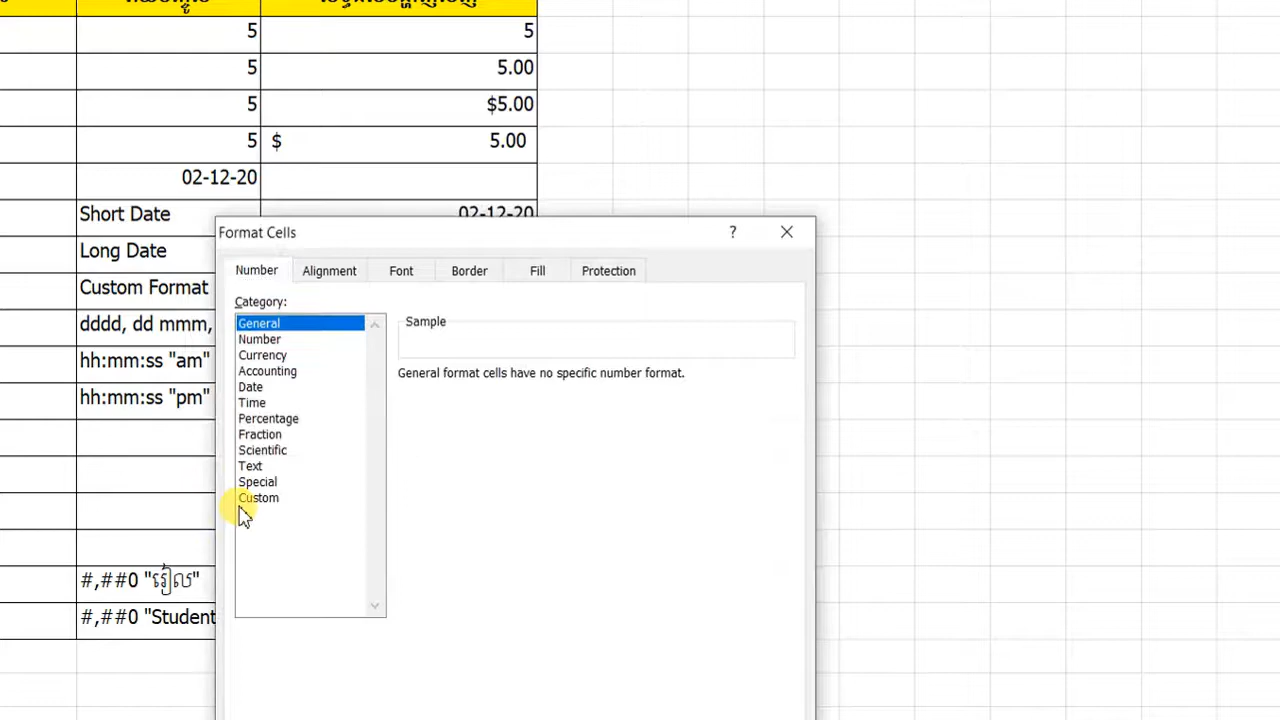 5 5
5 5.00
5 $5.00
5 $ 5.00
02-12-20
Short Date 02-12-20
Format Cells ?
Long Date
Number Alignment Font Border Fill Protection
Custom Format
Category:
General Sample
dddd, dd mmm,
Number
Currency
hh:mm:ss "am"
Accounting General format cells have no specific number format.
Date
hh:mm:ss "pm"
Time
Percentage
Fraction
Scientific
Text
Special
Custom
#,##0 "រៀល"
#,##0 "Student